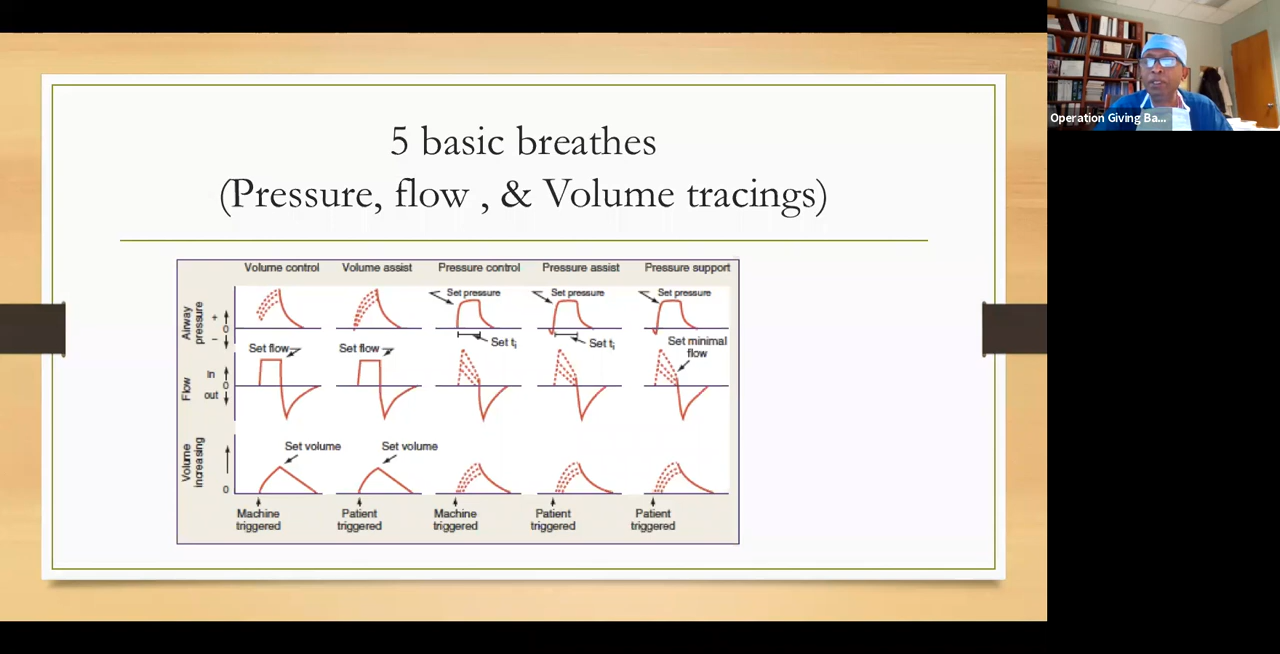 5 basic breathes
(Pressure, flow , & Volume tracings)
Volume control
Volume assist
Pressure control
Pressure assist
Pressure support
Airway
pressure
+
0
−
Set pressure
Set pressure
Set pressure
Set tᵢ
Set tᵢ
Flow
In
0
out
Set flow
Set flow
Set minimal
flow
Volume
increasing
0
Set volume
Set volume
Machine
triggered
Patient
triggered
Machine
triggered
Patient
triggered
Patient
triggered
Operation Giving Ba...